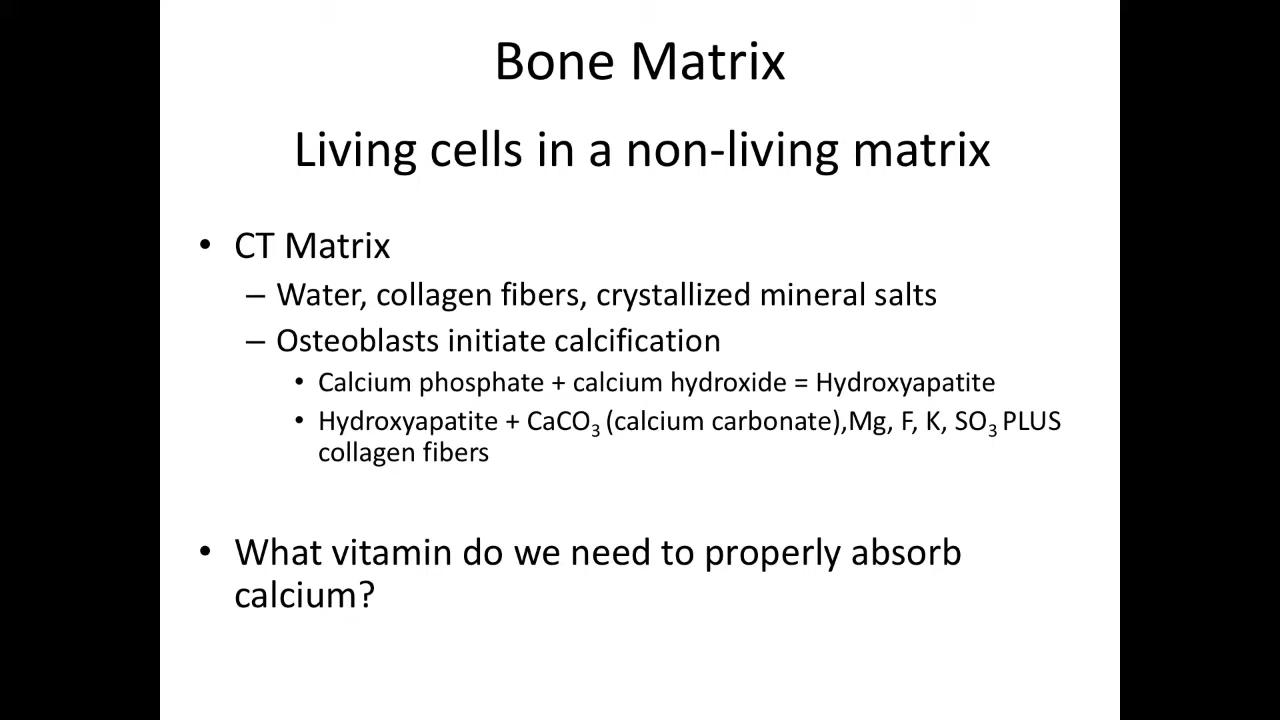 Bone Matrix
Living cells in a non-living matrix
• CT Matrix
– Water, collagen fibers, crystallized mineral salts
– Osteoblasts initiate calcification
• Calcium phosphate + calcium hydroxide = Hydroxyapatite
• Hydroxyapatite + CaCO₃ (calcium carbonate),Mg, F, K, SO₃ PLUS
collagen fibers
• What vitamin do we need to properly absorb
calcium?